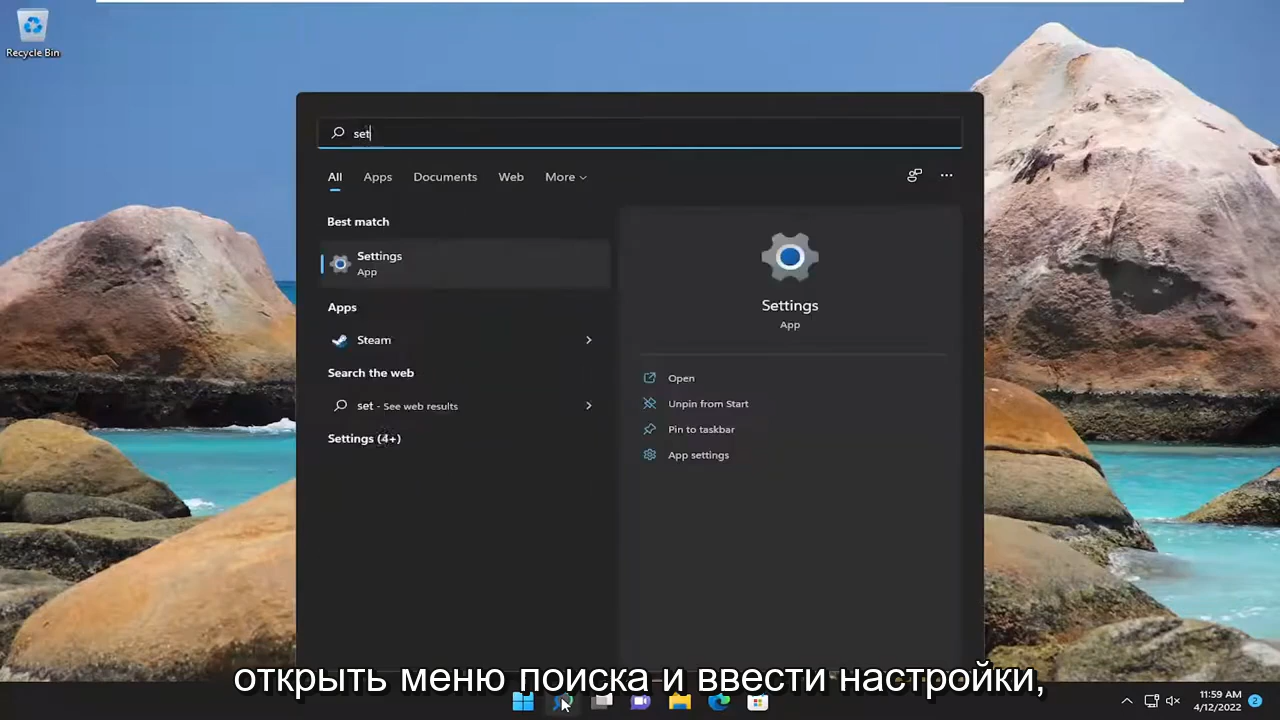 Recycle Bin
set
All Apps Documents Web More
Best match
Settings
App
Apps
Steam
Search the web
set - See web results
Settings (4+)
Settings
App
Open
Unpin from Start
Pin to taskbar
App settings
открыть меню поиска и ввести настройки,
11:59 AM
4/12/2022
2